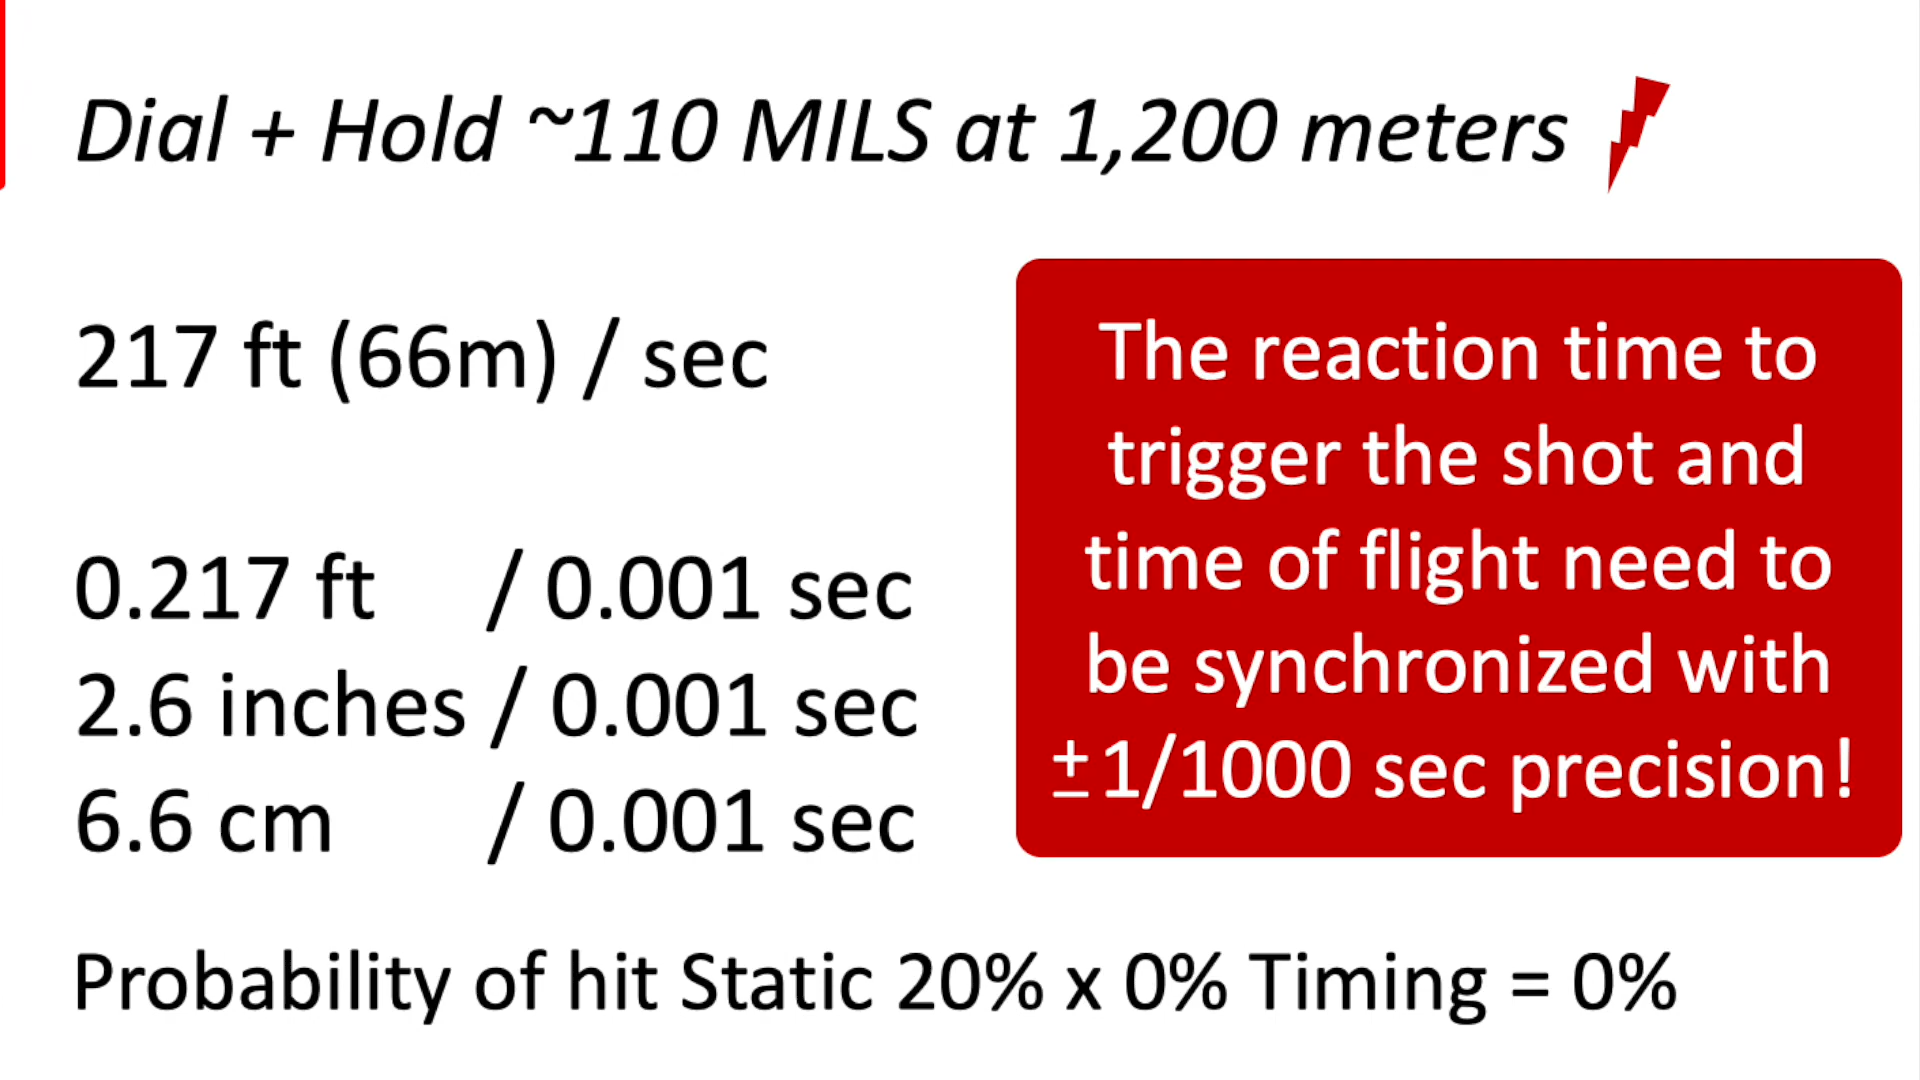 Dial + Hold ~110 MILS at 1,200 meters
217 ft (66m) / sec
0.217 ft / 0.001 sec
2.6 inches / 0.001 sec
6.6 cm / 0.001 sec
The reaction time to
trigger the shot and
time of flight need to
be synchronized with
±1/1000 sec precision!
Probability of hit Static 20% x 0% Timing = 0%